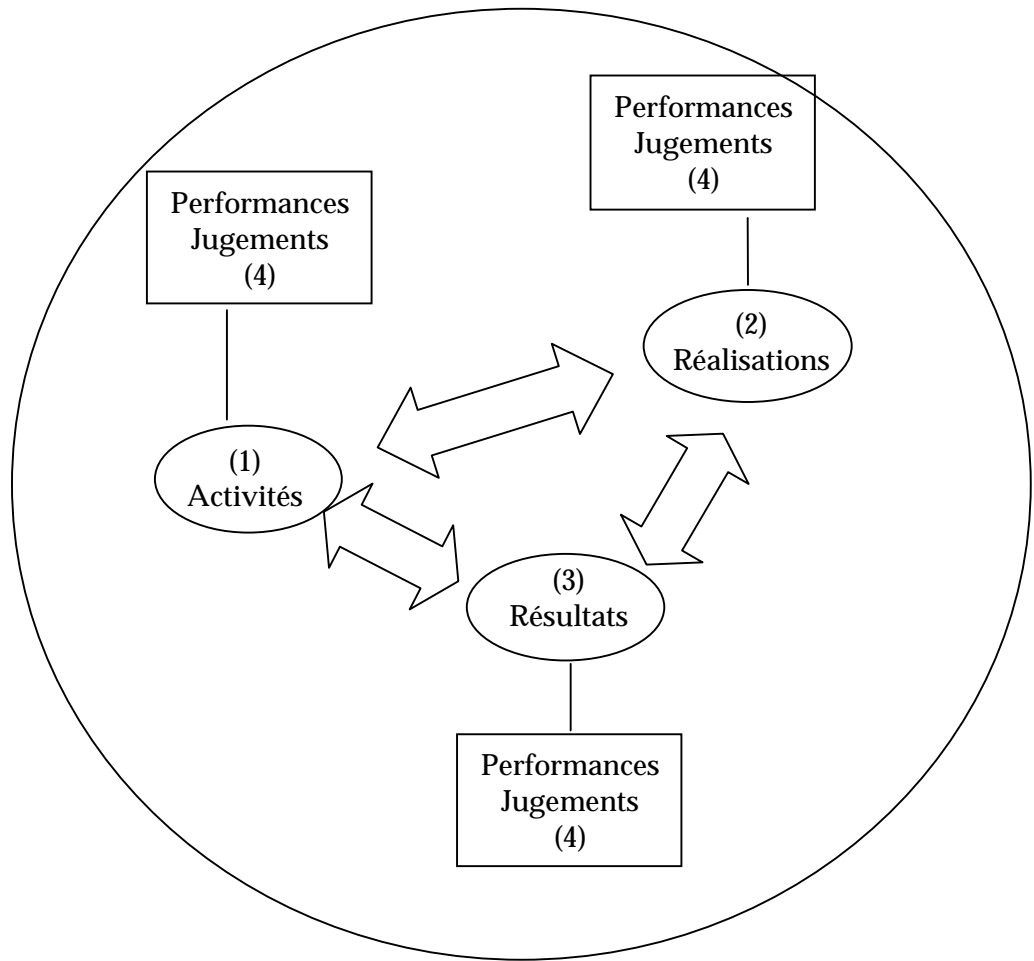 Performances
Jugements
(4)
Performances
Jugements
(4)
(2)
Réalisations
(1)
Activités
(3)
Résultats
Performances
Jugements
(4)